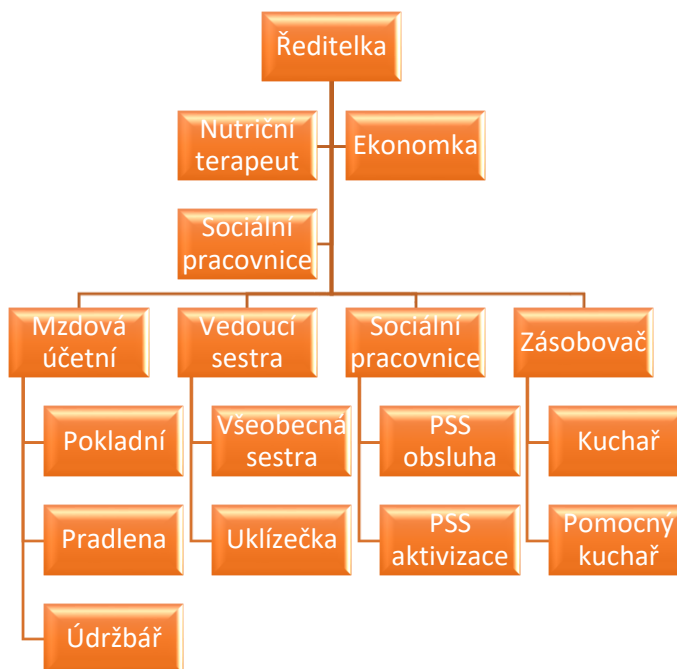 Ředitelka
Nutriční
terapeut
Ekonomka
Sociální
pracovnice
Mzdová
účetní
Vedoucí
sestra
Sociální
pracovnice
Zásobovač
Pokladní
Všeobecná
sestra
PSS
obsluha
Kuchař
Pradlena
Uklízečka
PSS
aktivizace
Pomocný
kuchař
Údržbář